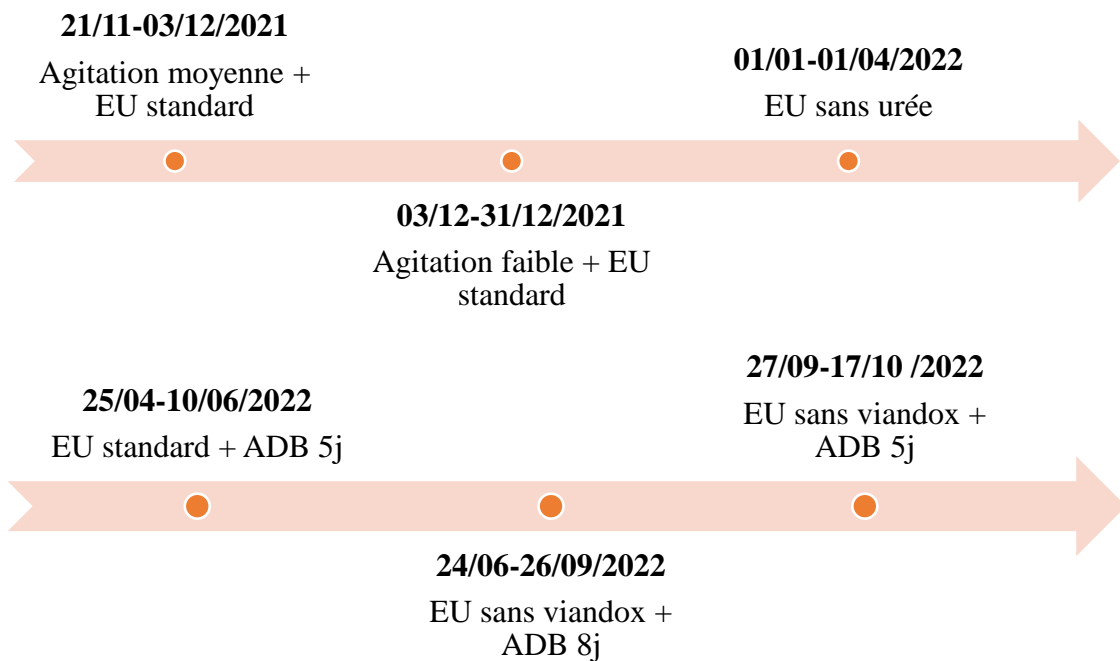 21/11-03/12/2021
Agitation moyenne +
EU standard
03/12-31/12/2021
Agitation faible + EU
standard
01/01-01/04/2022
EU sans urée
25/04-10/06/2022
EU standard + ADB 5j
24/06-26/09/2022
EU sans viandox +
ADB 8j
27/09-17/10 /2022
EU sans viandox +
ADB 5j